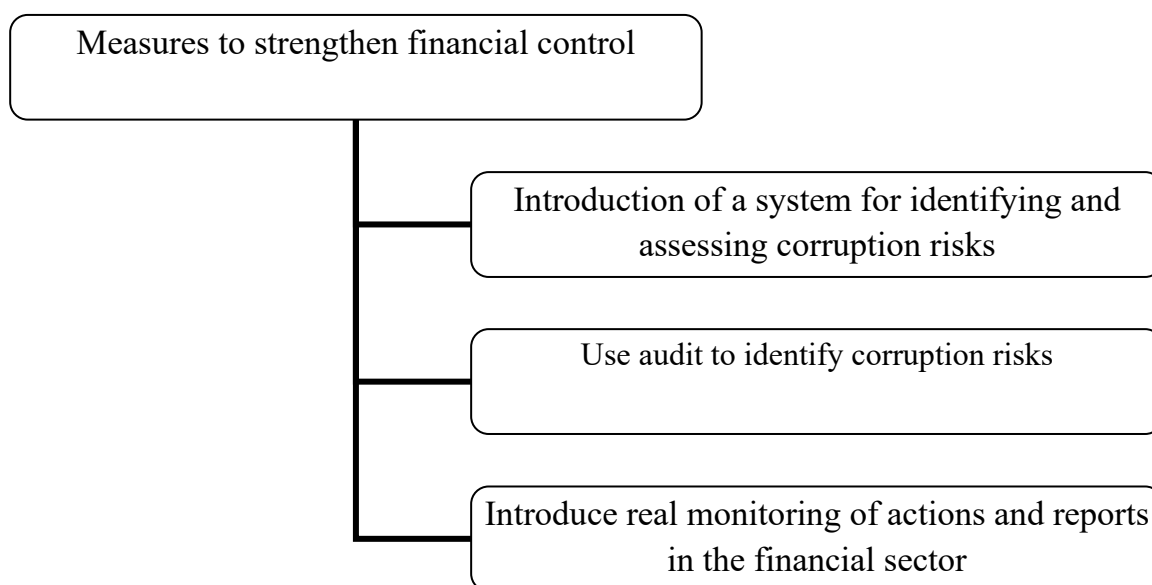 Measures to strengthen financial control
Introduction of a system for identifying and
assessing corruption risks
Use audit to identify corruption risks
Introduce real monitoring of actions and reports
in the financial sector